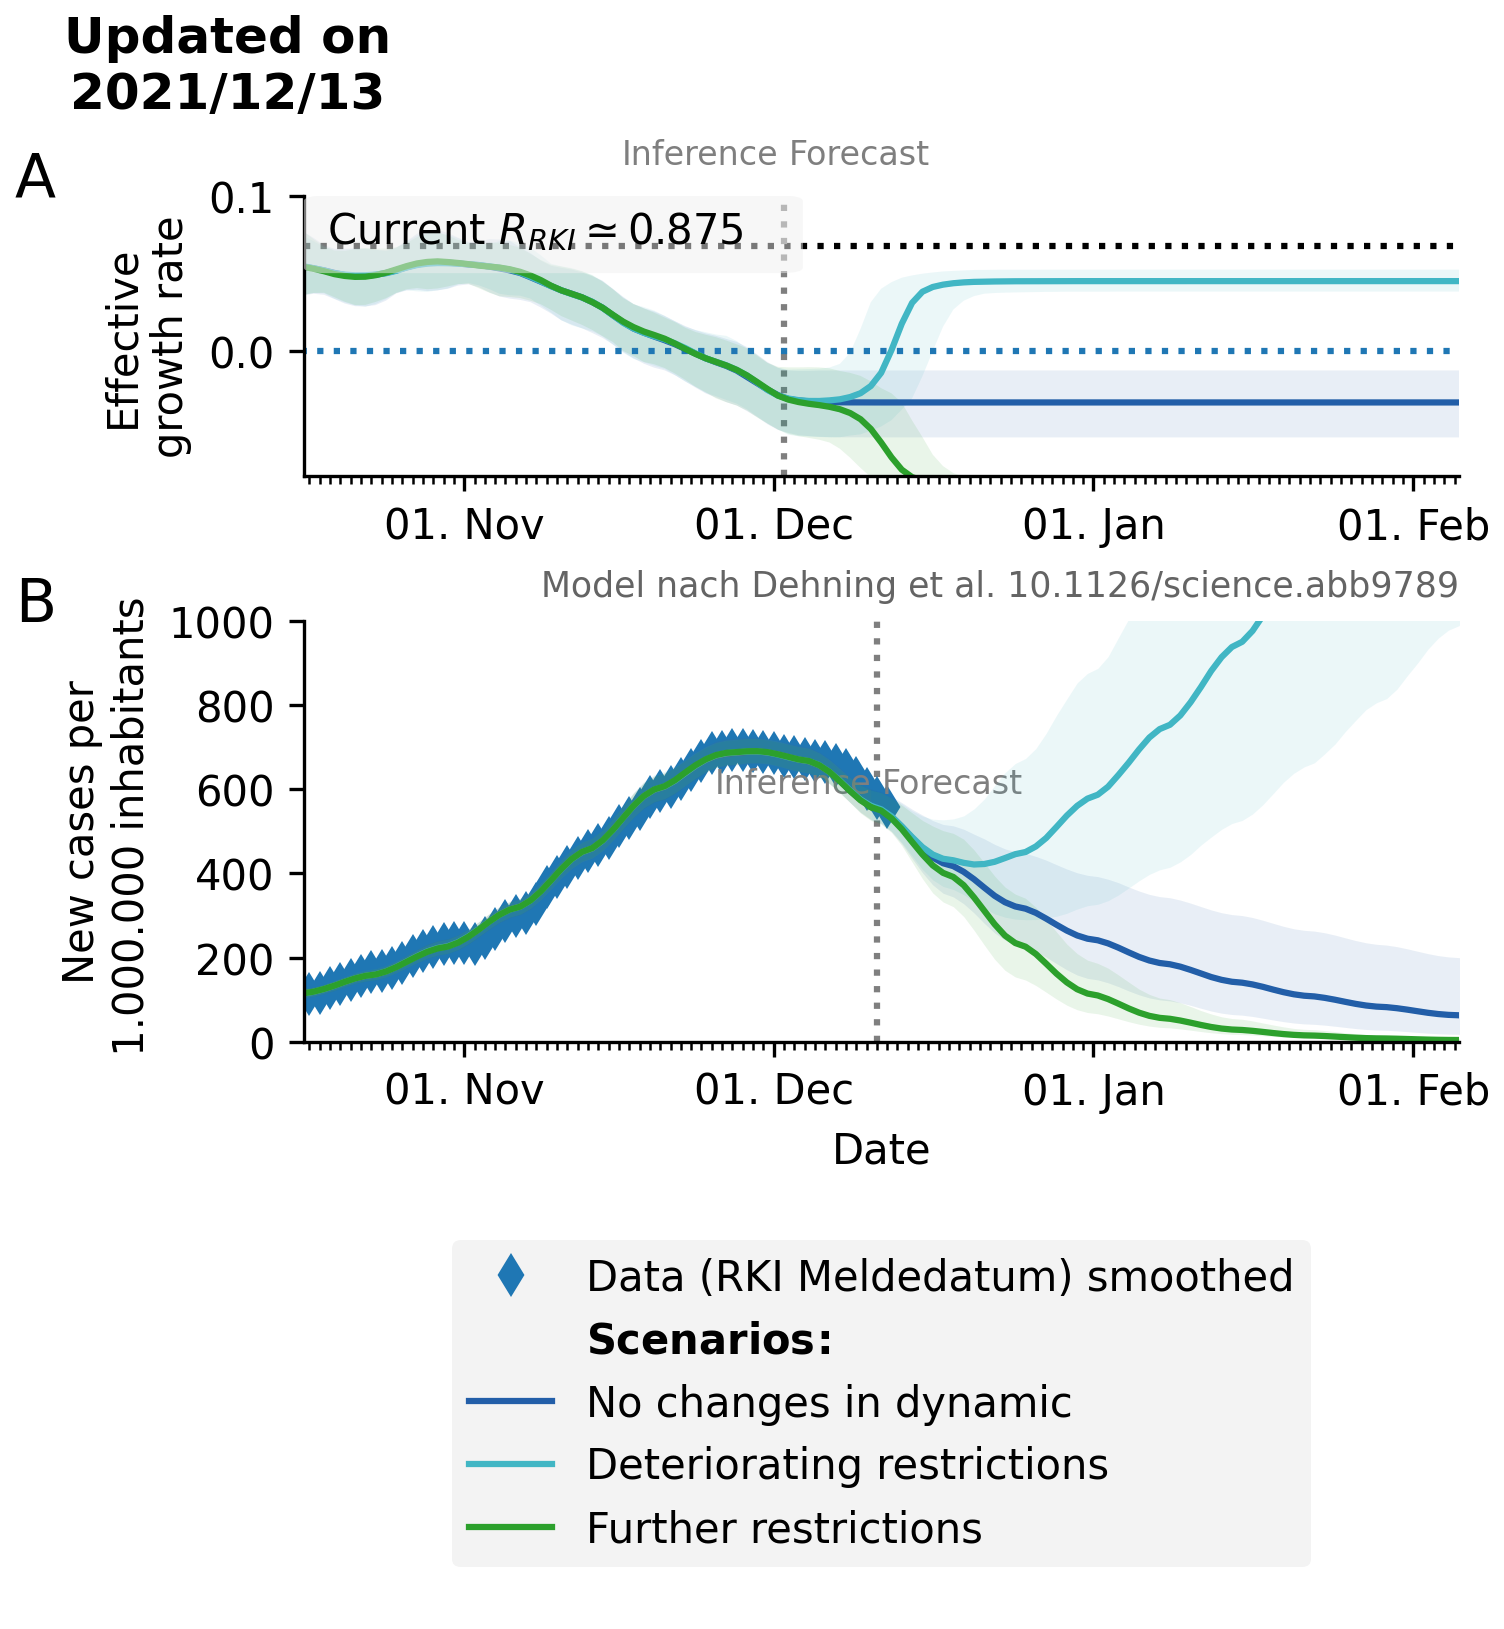 Updated on
2021/12/13
A
Inference Forecast
Effective
growth rate
0.1
0.0
Current R_RKI ≃ 0.875
01. Nov
01. Dec
01. Jan
01. Feb
B
Model nach Dehning et al. 10.1126/science.abb9789
New cases per
1.000.000 inhabitants
1000
800
600
400
200
0
Inference Forecast
01. Nov
01. Dec
01. Jan
01. Feb
Date
Data (RKI Meldedatum) smoothed
Scenarios:
No changes in dynamic
Deteriorating restrictions
Further restrictions